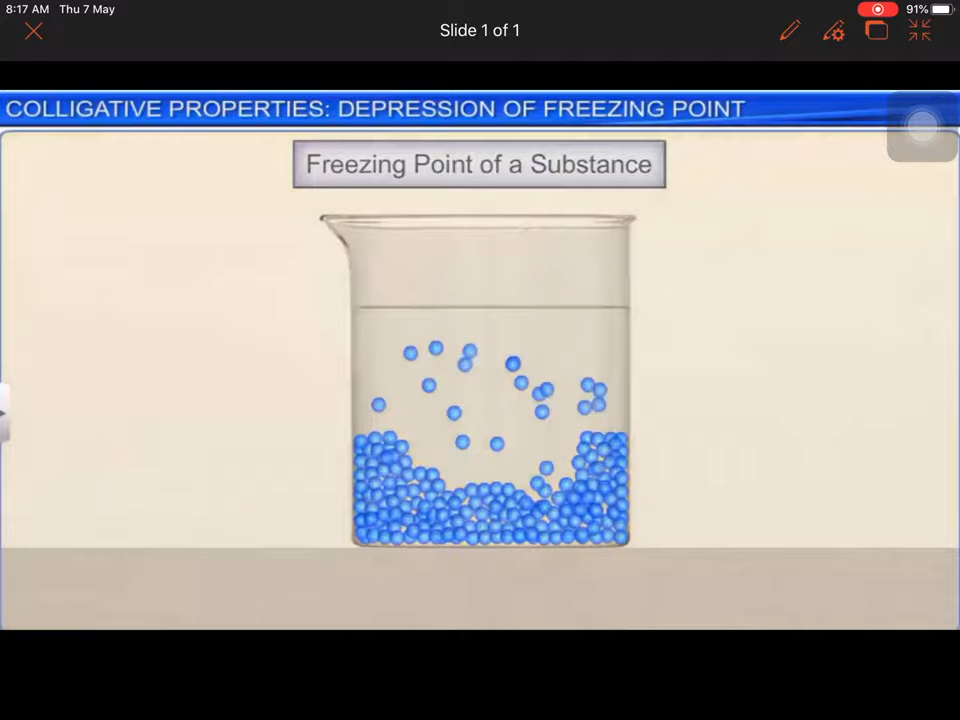 8:17 AM Thu 7 May
91%
Slide 1 of 1
COLLIGATIVE PROPERTIES: DEPRESSION OF FREEZING POINT
Freezing Point of a Substance